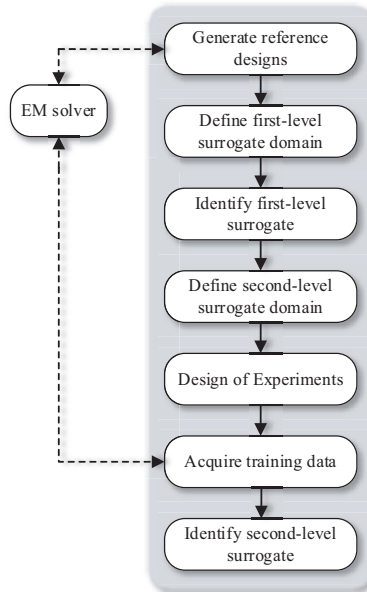 Generate reference
designs
EM solver
Define first-level
surrogate domain
Identify first-level
surrogate
Define second-level
surrogate domain
Design of Experiments
Acquire training data
Identify second-level
surrogate